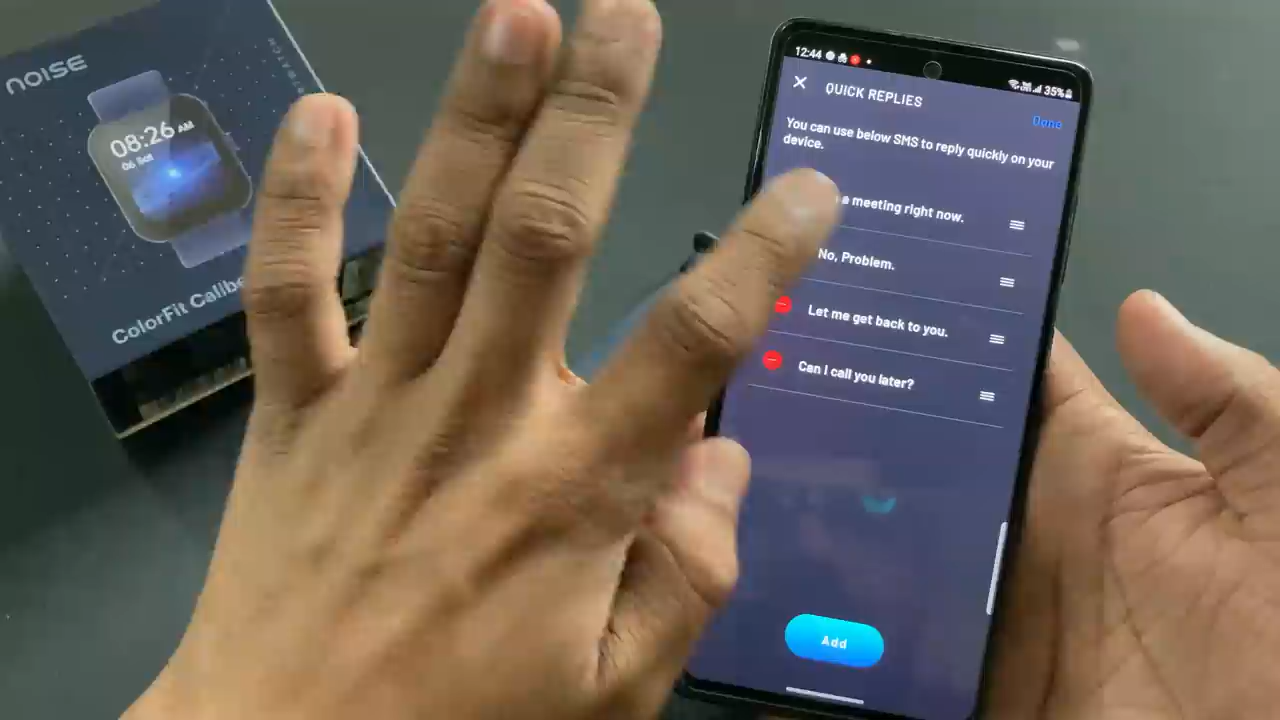 NOISE
08:26 AM
ColorFit
12:44
35%
QUICK REPLIES
Done
You can use below SMS to reply quickly on your
device.
a meeting right now.
No, Problem.
Let me get back to you.
Can I call you later?
Add